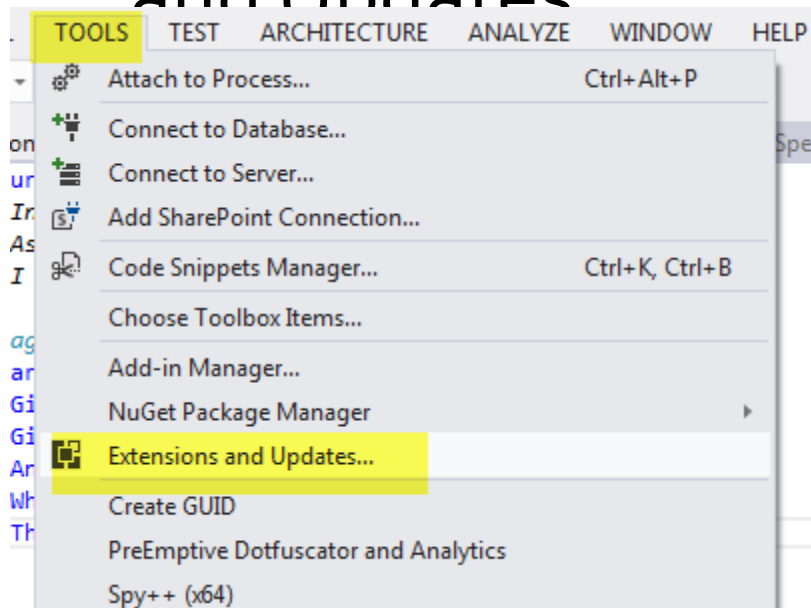 and Updates
TOOLS TEST ARCHITECTURE ANALYZE WINDOW HELP
Attach to Process... Ctrl+Alt+P
Connect to Database...
Connect to Server...
Add SharePoint Connection...
Code Snippets Manager... Ctrl+K, Ctrl+B
Choose Toolbox Items...
Add-in Manager...
NuGet Package Manager
Extensions and Updates...
Create GUID
PreEmptive Dotfuscator and Analytics
Spy++ (x64)